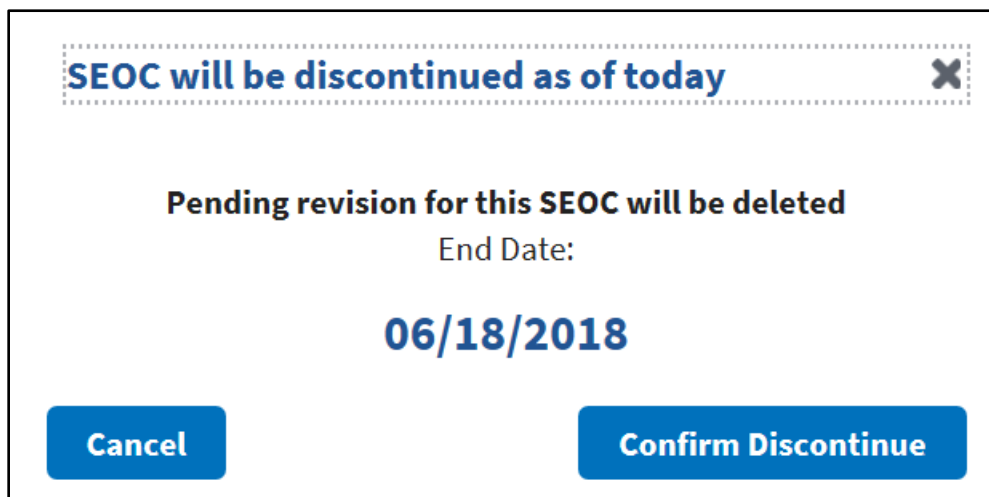 SEOC will be discontinued as of today
Pending revision for this SEOC will be deleted
End Date:
06/18/2018
Cancel
Confirm Discontinue